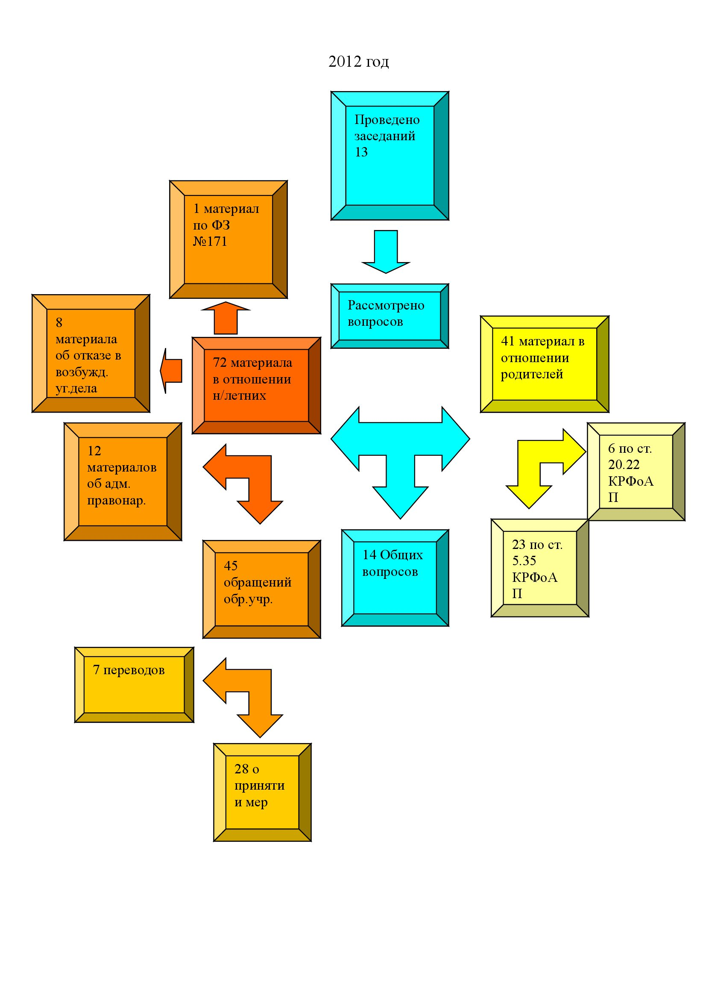 2012 год
Проведено
заседаний
13
1 материал
по ФЗ
№171
Рассмотрено
вопросов
8
материала
об отказе в
возбужд.
уг.дела
72 материала
в отношении
н/летних
41 материал в
отношении
родителей
12
материалов
об адм.
правонар.
6 по ст.
20.22
КРФоА
П
45
обращений
обр.учр.
14 Общих
вопросов
23 по ст.
5.35
КРФоА
П
7 переводов
28 о
приняти
и мер